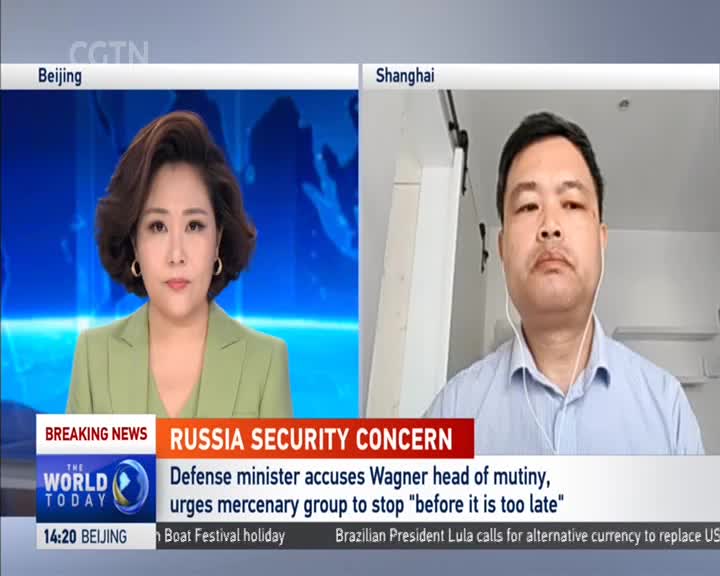 CGTN
Beijing
Shanghai
BREAKING NEWS
RUSSIA SECURITY CONCERN
THE
WORLD
TODAY
Defense minister accuses Wagner head of mutiny,
urges mercenary group to stop "before it is too late"
14:20 BEIJING
n Boat Festival holiday
Brazilian President Lula calls for alternative currency to replace US